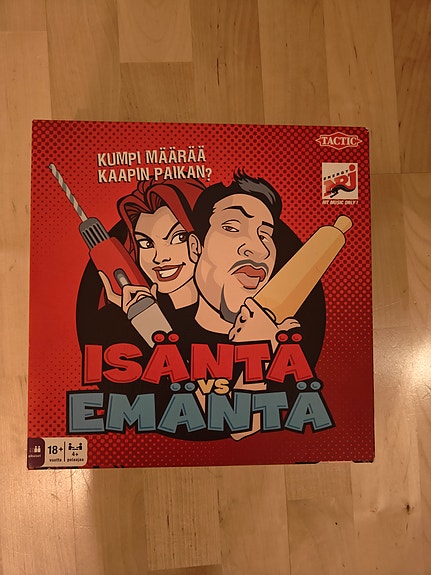 KUMPI MÄÄRÄÄ
KAAPIN PAIKAN?
TACTIC
NRJ
HIT MUSIC ONLY!
ISÄNTÄ
VS
EMÄNTÄ
18+
vuotta
4+
pelaajaa